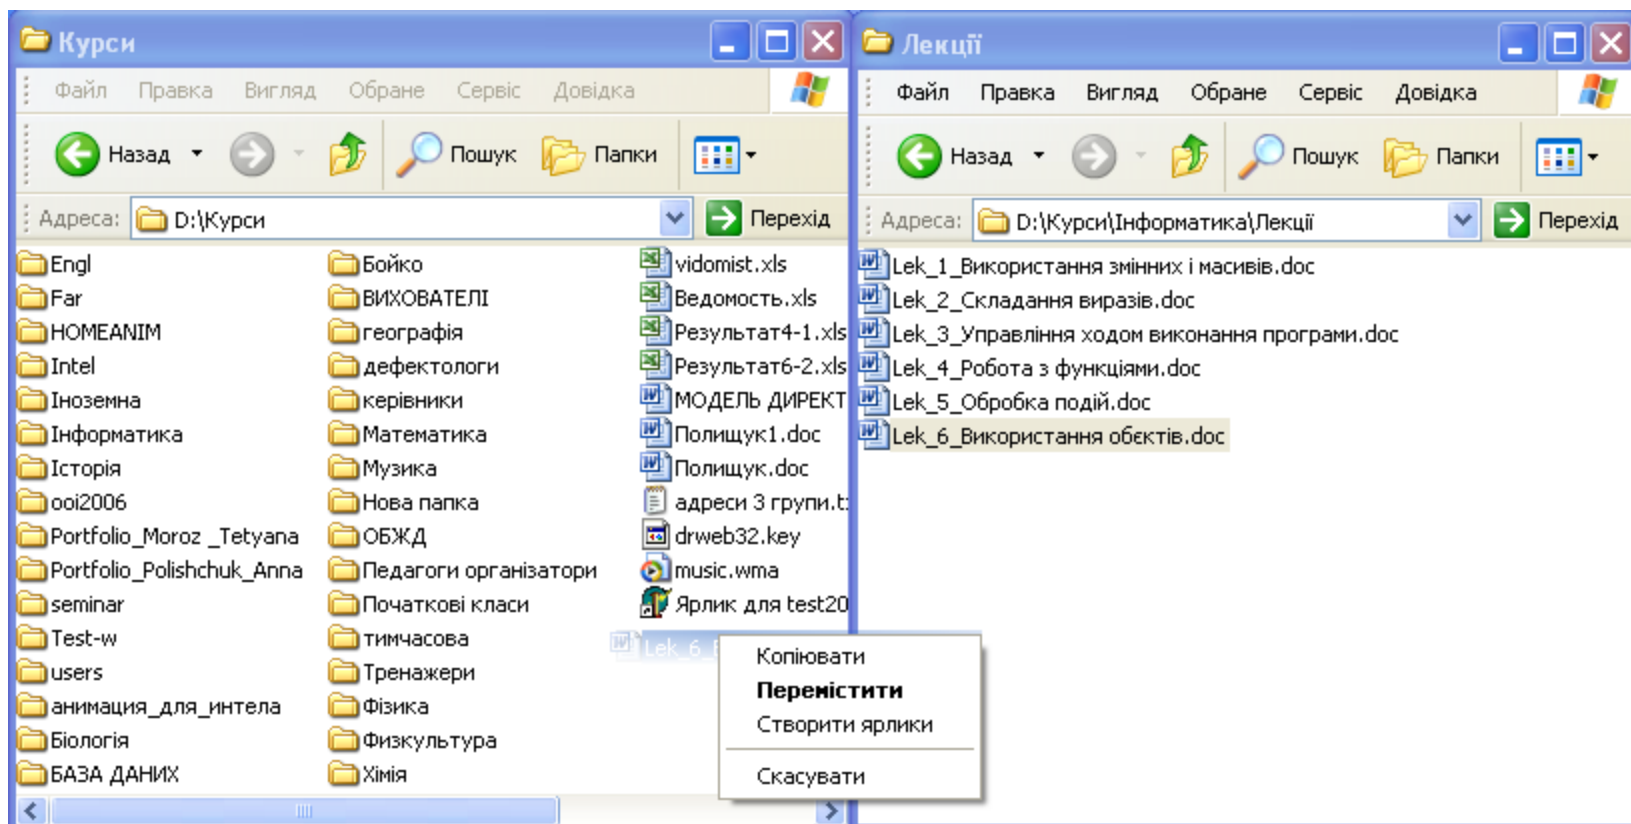 Курси
Файл Правка Вигляд Обране Сервіс Довідка
Назад Пошук Папки
Адреса: D:\Курси Перехід
Engl
Far
HOMEANIM
Intel
Іноземна
Інформатика
Історія
ooi2006
Portfolio_Moroz _Tetyana
Portfolio_Polishchuk_Anna
seminar
Test-w
users
анимация_для_интела
Біологія
БАЗА ДАНИХ
Бойко
ВИХОВАТЕЛІ
географія
дефектологи
керівники
Математика
Музика
Нова папка
ОБЖД
Педагоги організатори
Початкові класи
тимчасова
Тренажери
Фізика
Физкультура
Хімія
vidomist.xls
Ведомость.xls
Результат4-1.xls
Результат6-2.xls
МОДЕЛЬ ДИРЕКТ
Полищук1.doc
Полищук.doc
адреси 3 групи.t
drweb32.key
music.wma
Ярлик для test20
Lek_6_
Копіювати
Перемістити
Створити ярлики
Скасувати
Лекції
Файл Правка Вигляд Обране Сервіс Довідка
Назад Пошук Папки
Адреса: D:\Курси\Інформатика\Лекції Перехід
Lek_1_Використання змінних і масивів.doc
Lek_2_Складання виразів.doc
Lek_3_Управління ходом виконання програми.doc
Lek_4_Робота з функціями.doc
Lek_5_Обробка подій.doc
Lek_6_Використання обєктів.doc